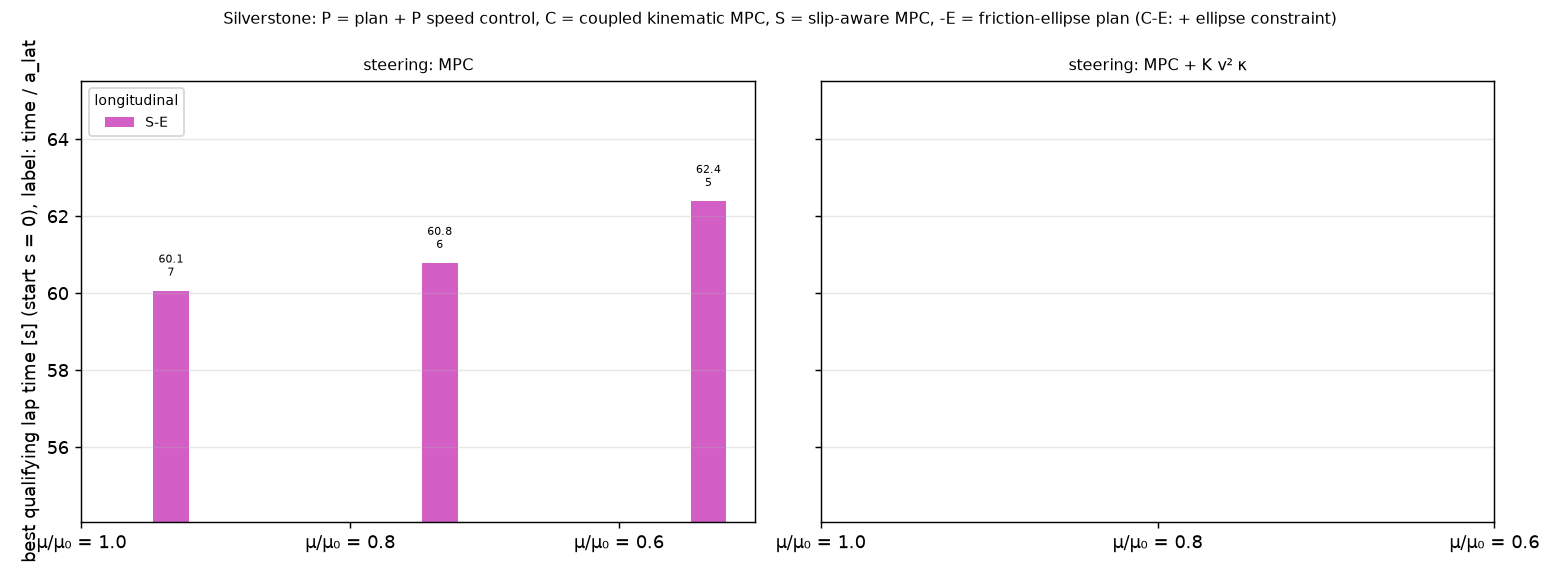 Silverstone: P = plan + P speed control, C = coupled kinematic MPC, S = slip-aware MPC, -E = friction-ellipse plan (C-E: + ellipse constraint)
steering: MPC
steering: MPC + K v² κ
best qualifying lap time [s] (start s = 0), label: time / a_lat
longitudinal
S-E
64
62
60
58
56
60.1
7
60.8
6
62.4
5
μ/μ₀ = 1.0
μ/μ₀ = 0.8
μ/μ₀ = 0.6
μ/μ₀ = 1.0
μ/μ₀ = 0.8
μ/μ₀ = 0.6